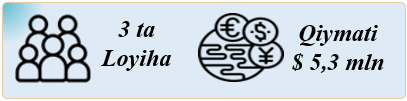 3 ta
Loyiha
Qiymati
$ 5,3 mln